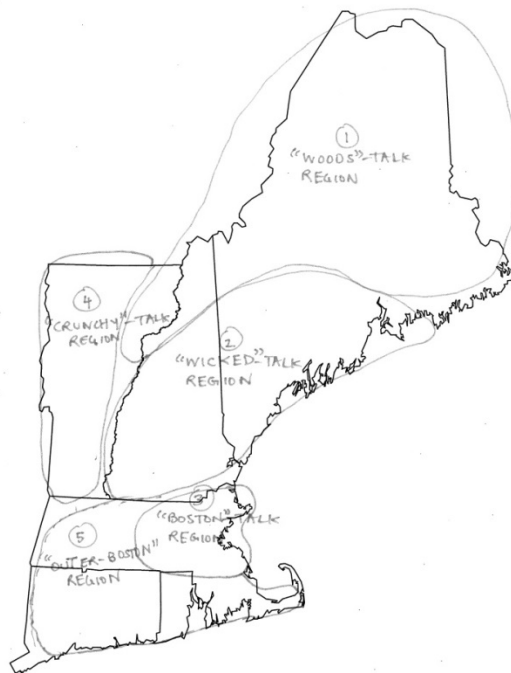 1
"WOODS"-TALK
REGION
4
"CRUNCHY"-TALK
REGION
2
"WICKED"-TALK
REGION
3
"BOSTON"-TALK
REGION
5
"OUTER-BOSTON"
REGION